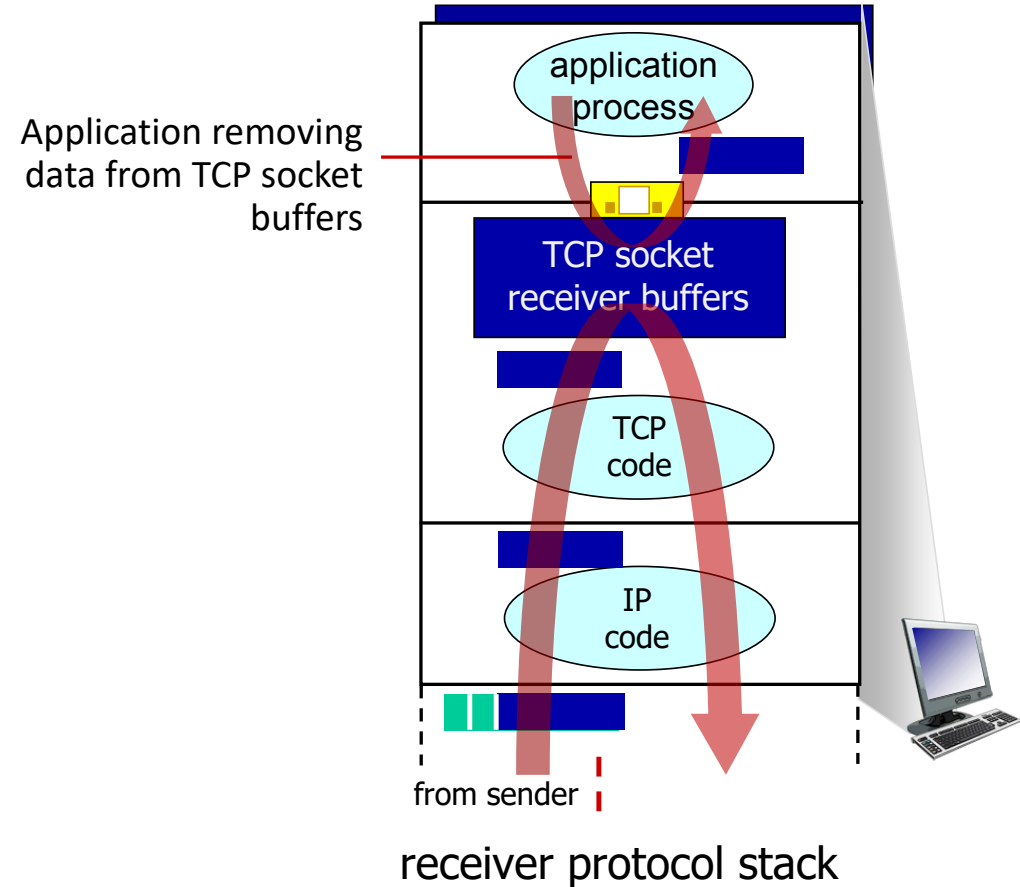 application
process
Application removing
data from TCP socket
buffers
TCP socket
receiver buffers
TCP
code
IP
code
from sender
receiver protocol stack